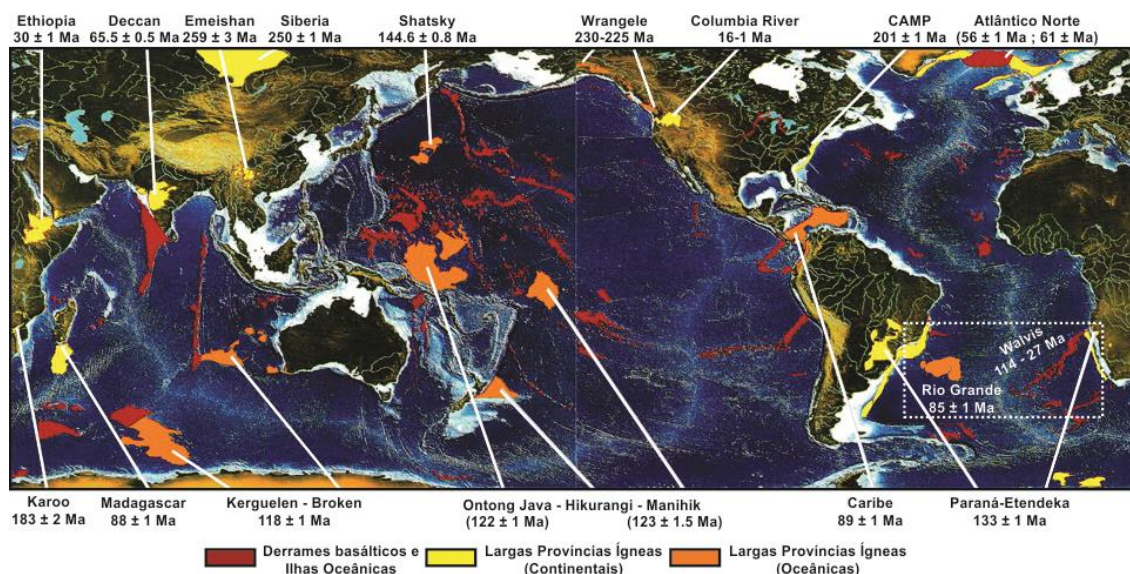 Ethiopia
30 ± 1 Ma
Deccan
65.5 ± 0.5 Ma
Emeishan
259 ± 3 Ma
Siberia
250 ± 1 Ma
Shatsky
144.6 ± 0.8 Ma
Wrangele
230-225 Ma
Columbia River
16-1 Ma
CAMP
201 ± 1 Ma
Atlântico Norte
(56 ± 1 Ma ; 61 ± Ma)
Walvis
114 - 27 Ma
Rio Grande
85 ± 1 Ma
Karoo
183 ± 2 Ma
Madagascar
88 ± 1 Ma
Kerguelen - Broken
118 ± 1 Ma
Ontong Java - Hikurangi - Manihik
(122 ± 1 Ma)
(123 ± 1.5 Ma)
Caribe
89 ± 1 Ma
Paraná-Etendeka
133 ± 1 Ma
Derrames basálticos e
Ilhas Oceânicas
Largas Províncias Ígneas
(Continentais)
Largas Províncias Ígneas
(Oceânicas)